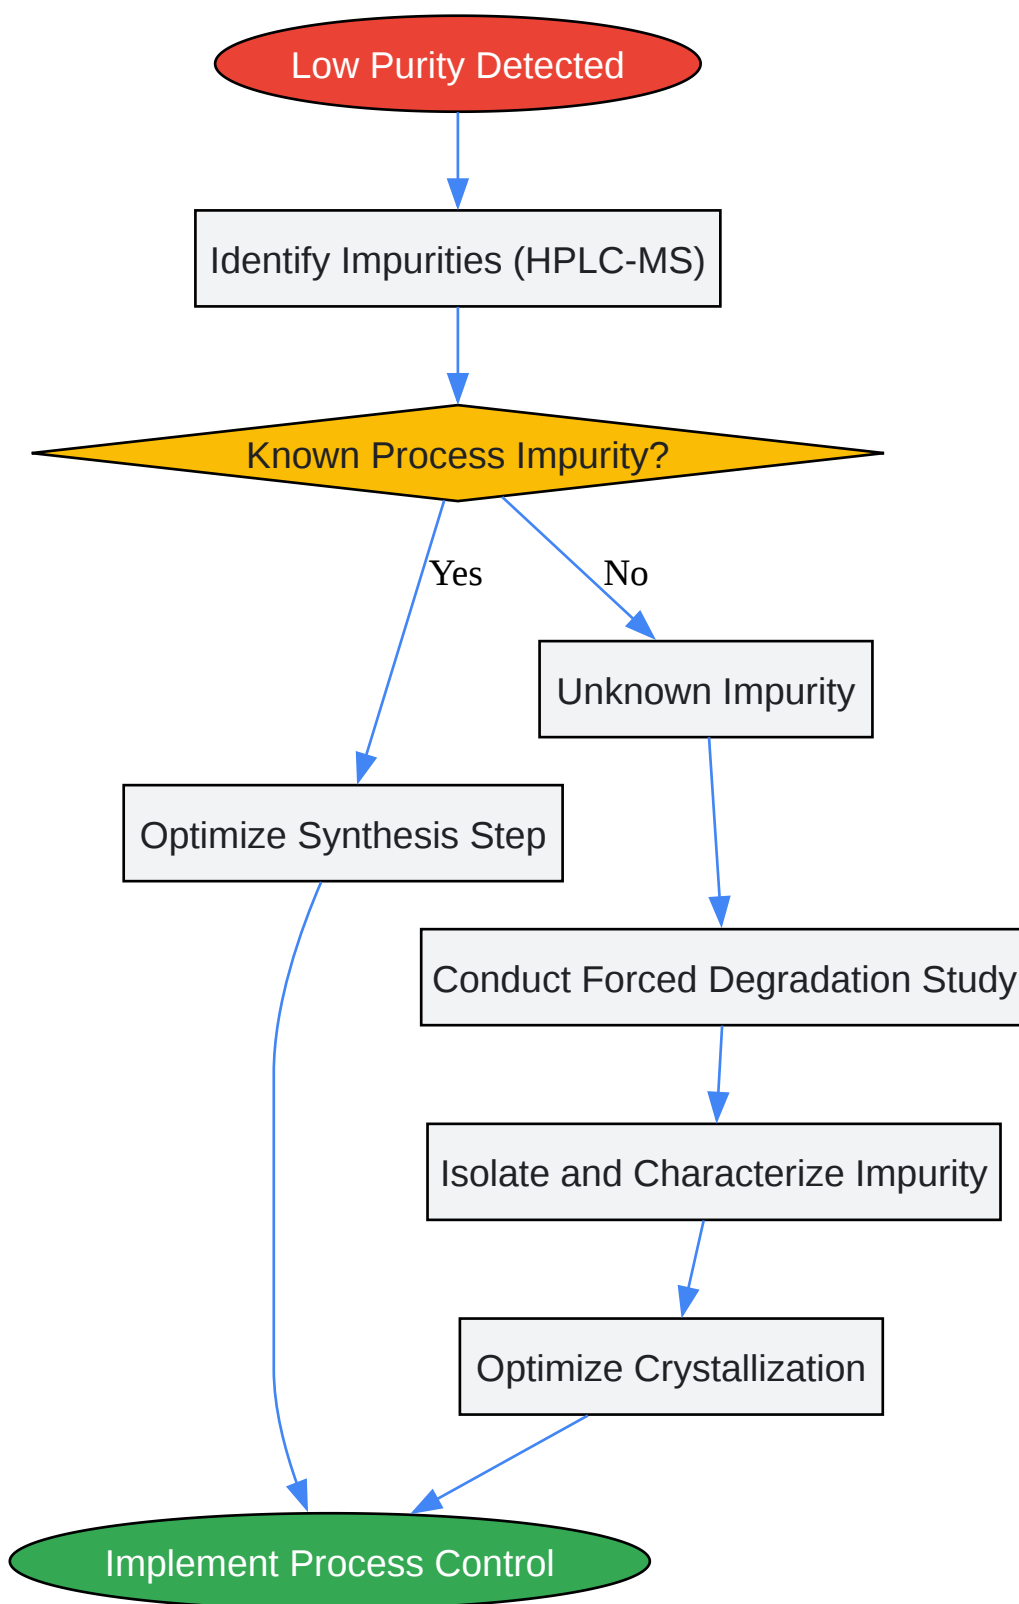 Low Purity Detected
Identify Impurities (HPLC-MS)
Known Process Impurity?
Yes
No
Unknown Impurity
Optimize Synthesis Step
Conduct Forced Degradation Study
Isolate and Characterize Impurity
Optimize Crystallization
Implement Process Control